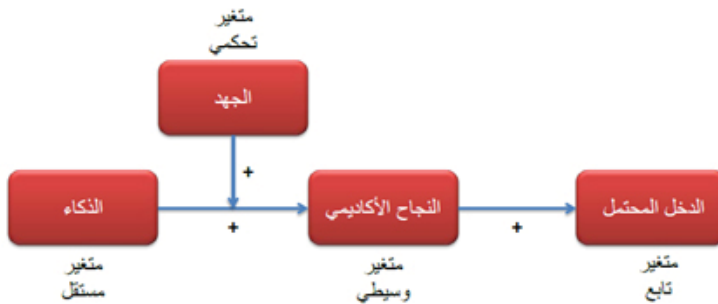 متغير
تحكمي
الجهد
+
الذكاء
+
النجاح الأكاديمي
+
الدخل المحتمل
متغير
مستقل
متغير
وسيطي
متغير
تابع